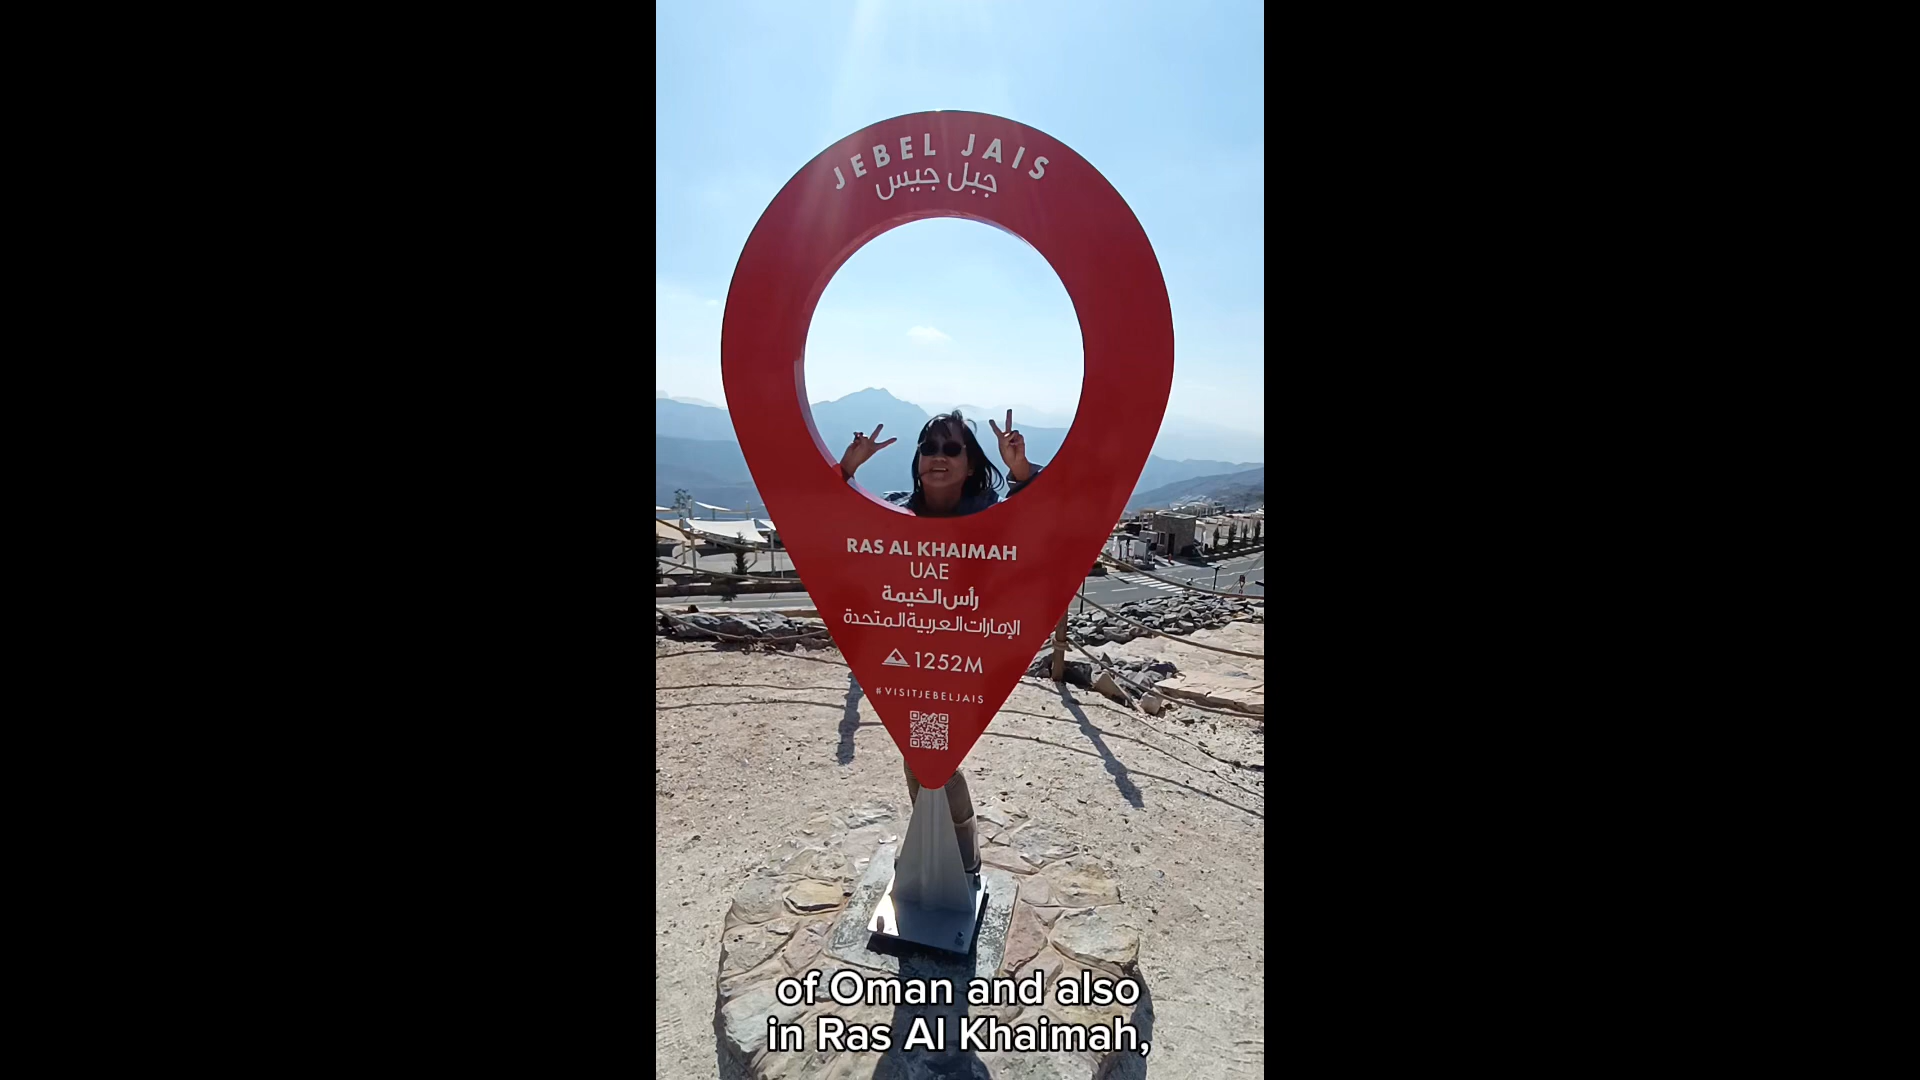 JEBEL JAIS
جبل جيس
RAS AL KHAIMAH
UAE
رأس الخيمة
الإمارات العربية المتحدة
1252M
#VISITJEBELJAIS
of Oman and also
in Ras Al Khaimah,